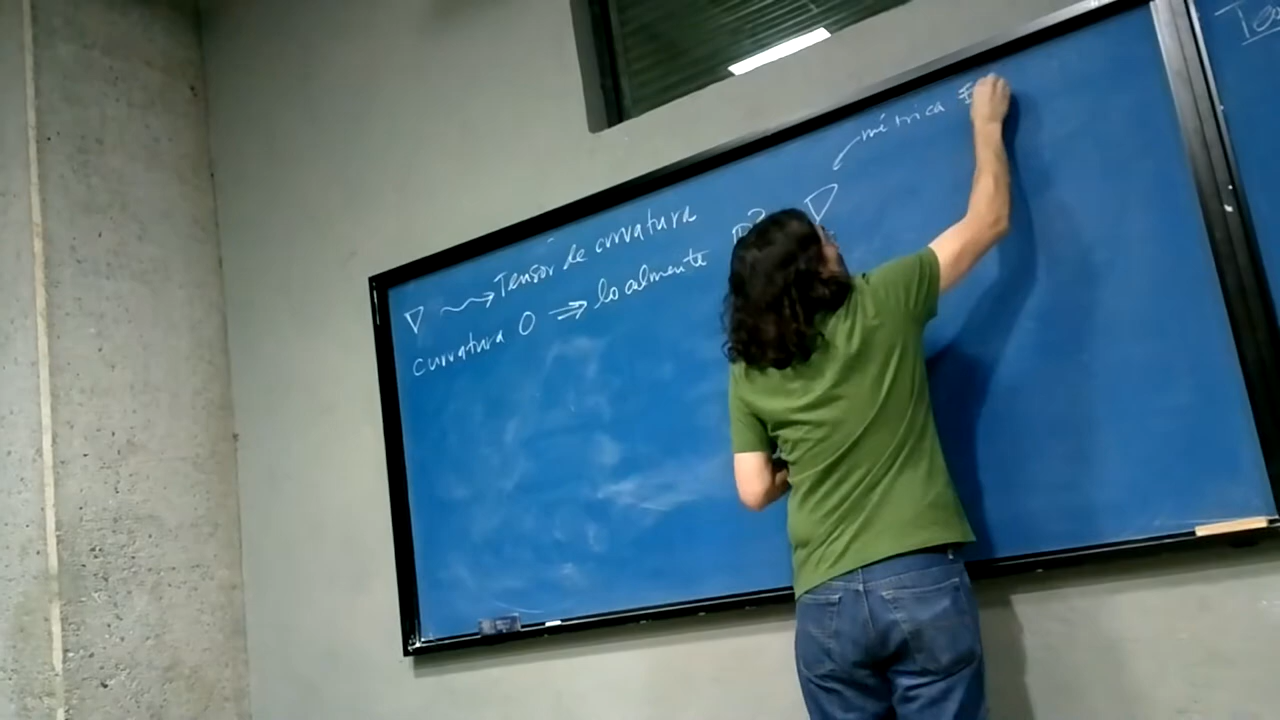 métrica
∇ ⇝ Tensor de curvatura
curvatura 0 ⇒ localmente ∇